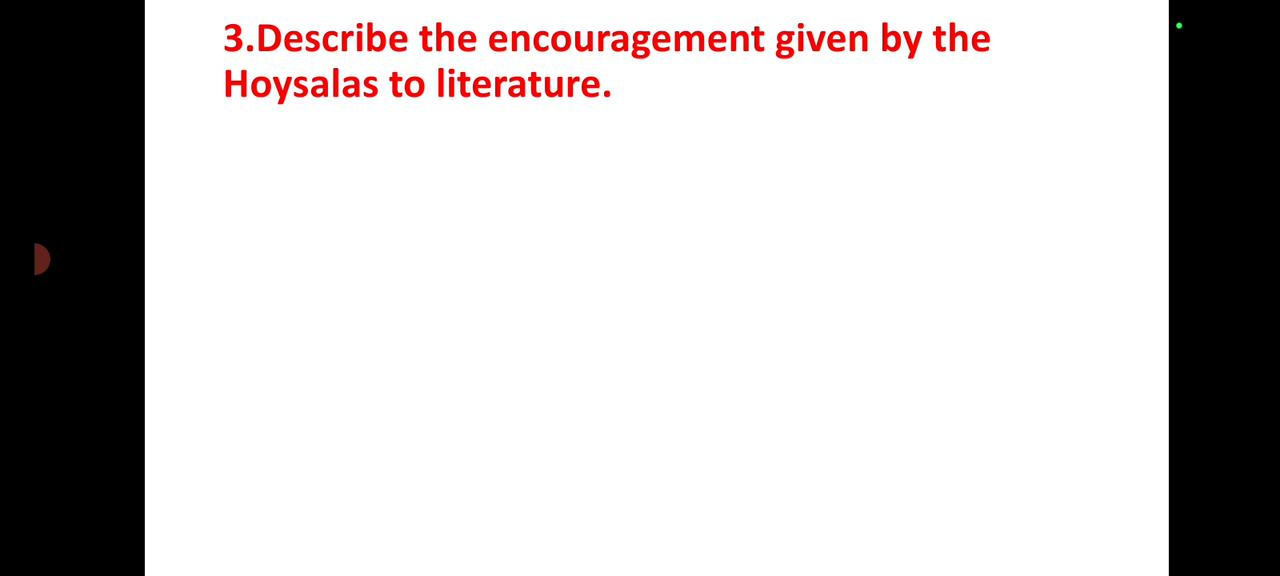 3.Describe the encouragement given by the
Hoysalas to literature.